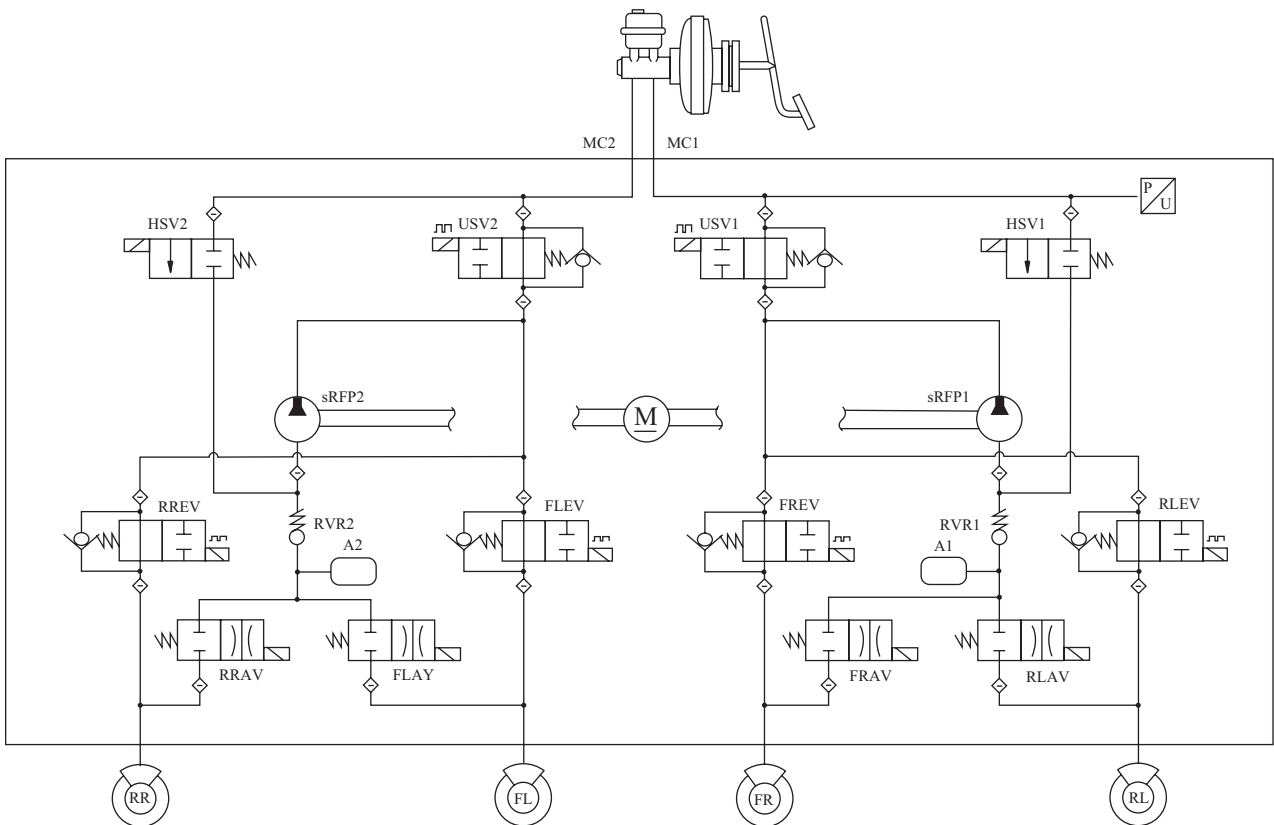 MC2 MC1
P
U
HSV2 USV2 USV1 HSV1
sRFP2 M sRFP1
RREV FLEV FREV RLEV
RVR2 RVR1
A2 A1
RRAV FLAY FRAV RLAV
RR FL FR RL